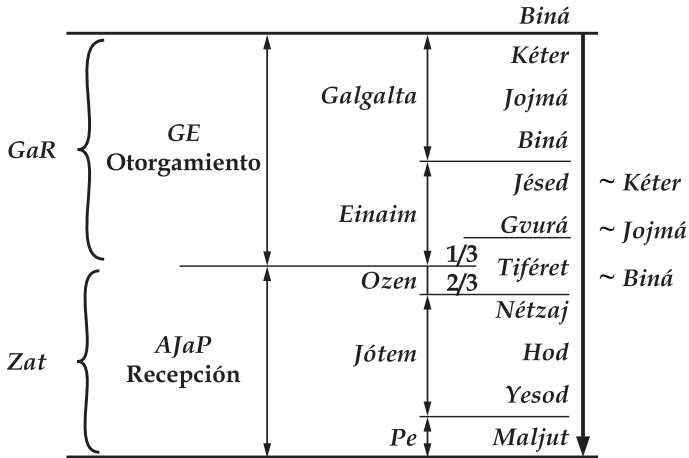 Biná
Kéter
Galgalta
Jojmá
GaR
GE
Otorgamiento
Biná
Jésed
~ Kéter
Einaim
Gvurá
~ Jojmá
1/3
Tiféret
~ Biná
Ozen
2/3
Nétzaj
Zat
AJaP
Recepción
Jótem
Hod
Yesod
Pe
Maljut